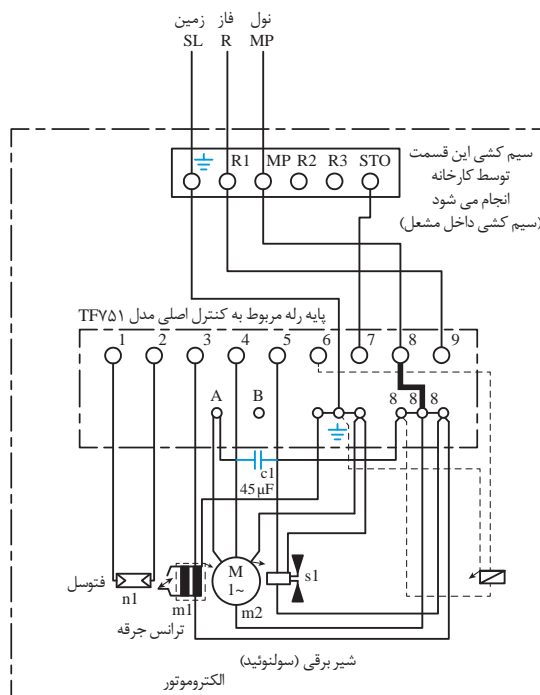 زمین فاز نول
SL R MP
R1 MP R2 R3 STO
سیم کشی این قسمت
توسط کارخانه
انجام می شود
(سیم کشی داخل مشعل)
پایه رله مربوط به کنترل اصلی مدل TF۷۵۱
1 2 3 4 5 6 7 8 9
A B 8 8 8
c1
45 µF
M
1~
s1
فتوسل
n1
m1
m2
ترانس جرقه
شیر برقی (سولنوئید)
الکتروموتور